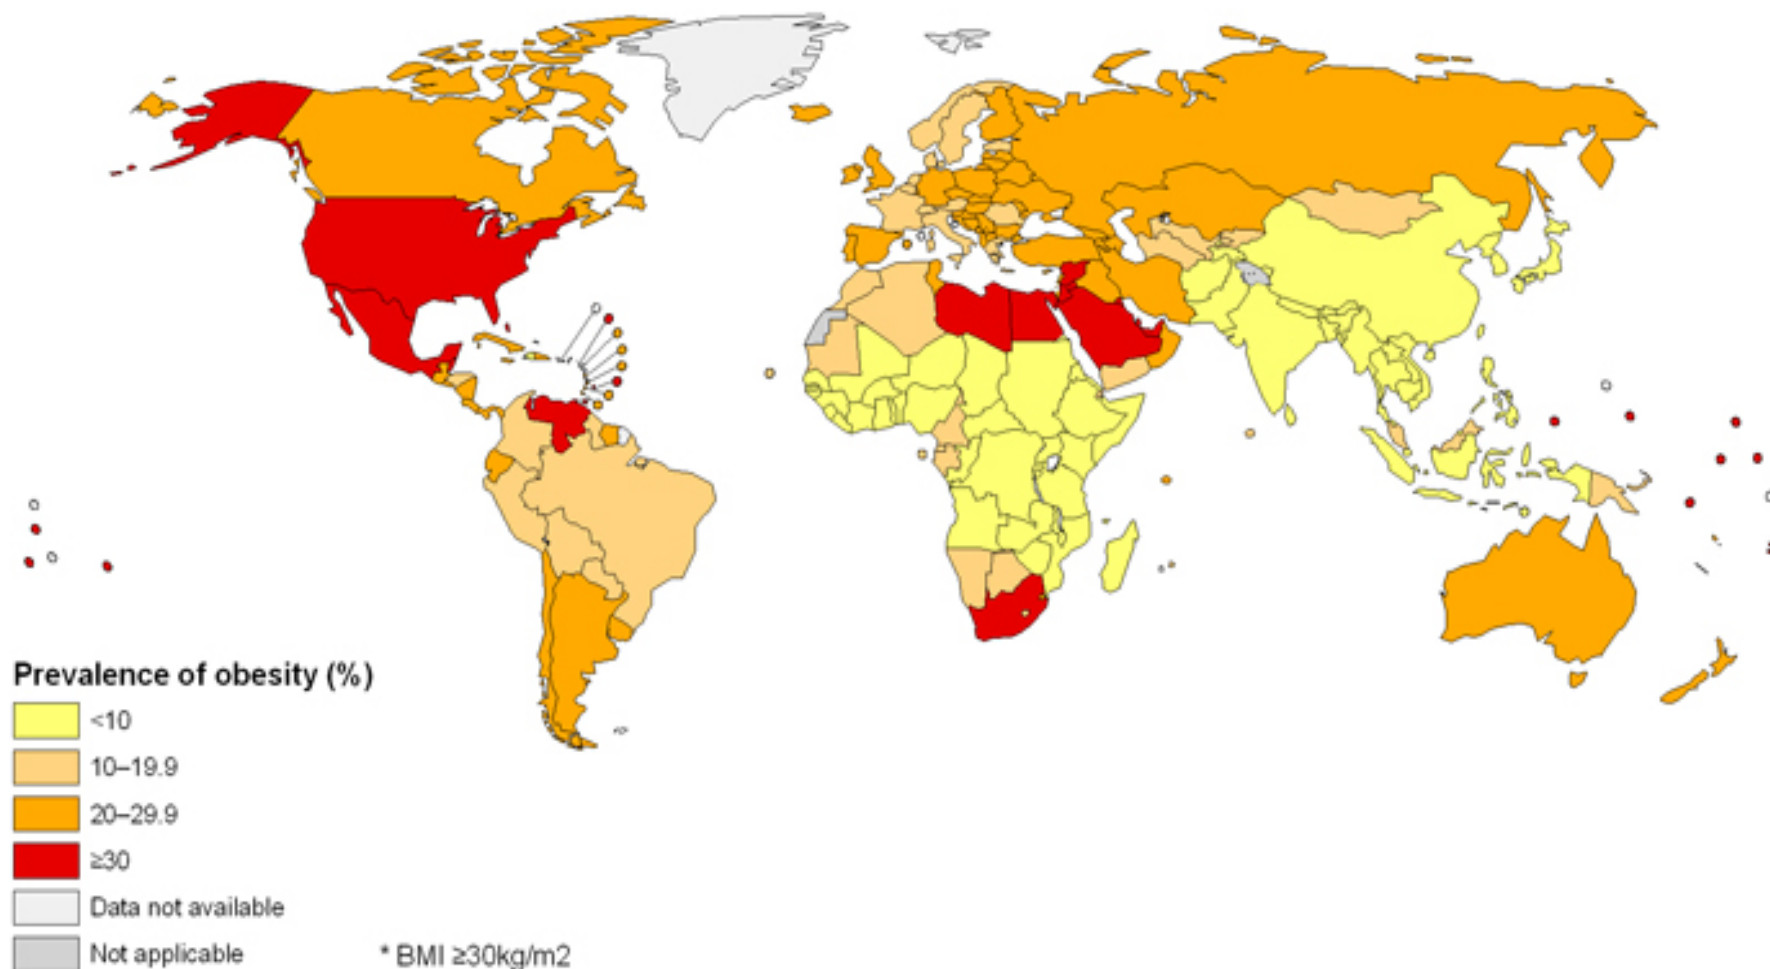 Prevalence of obesity (%)
<10
10–19.9
20–29.9
≥30
Data not available
Not applicable
* BMI ≥30kg/m2